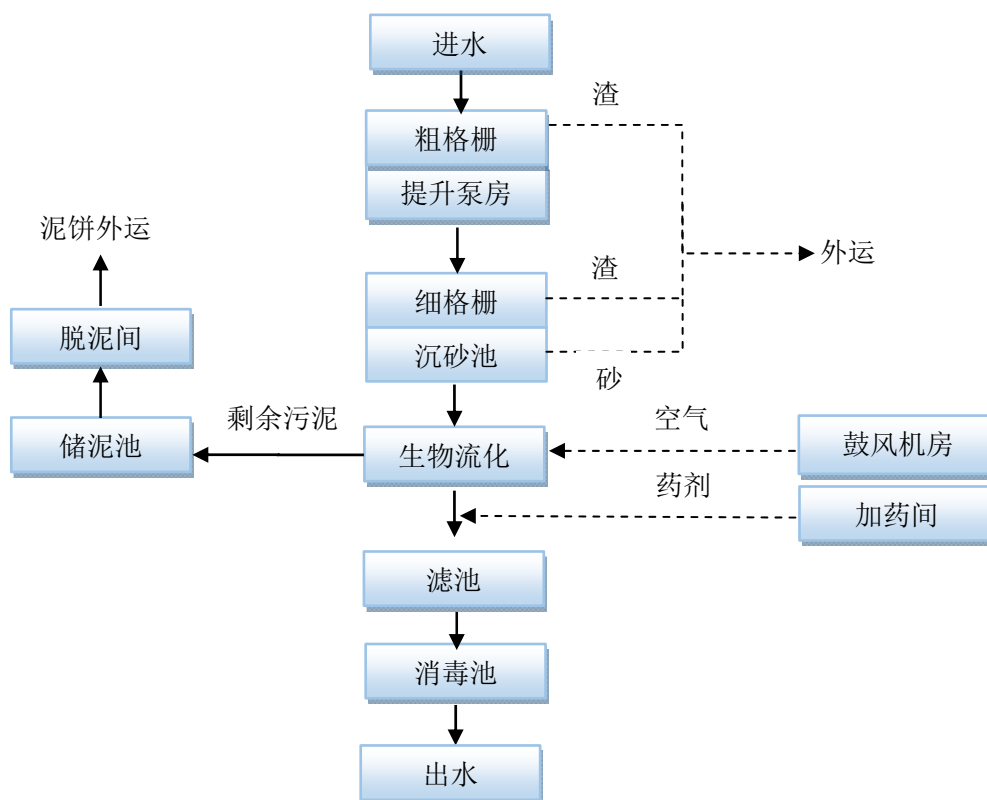 进水
渣
粗格栅
提升泵房
泥饼外运
外运
渣
细格栅
脱泥间
沉砂池
砂
剩余污泥
空气
储泥池
生物流化
鼓风机房
药剂
加药间
滤池
消毒池
出水